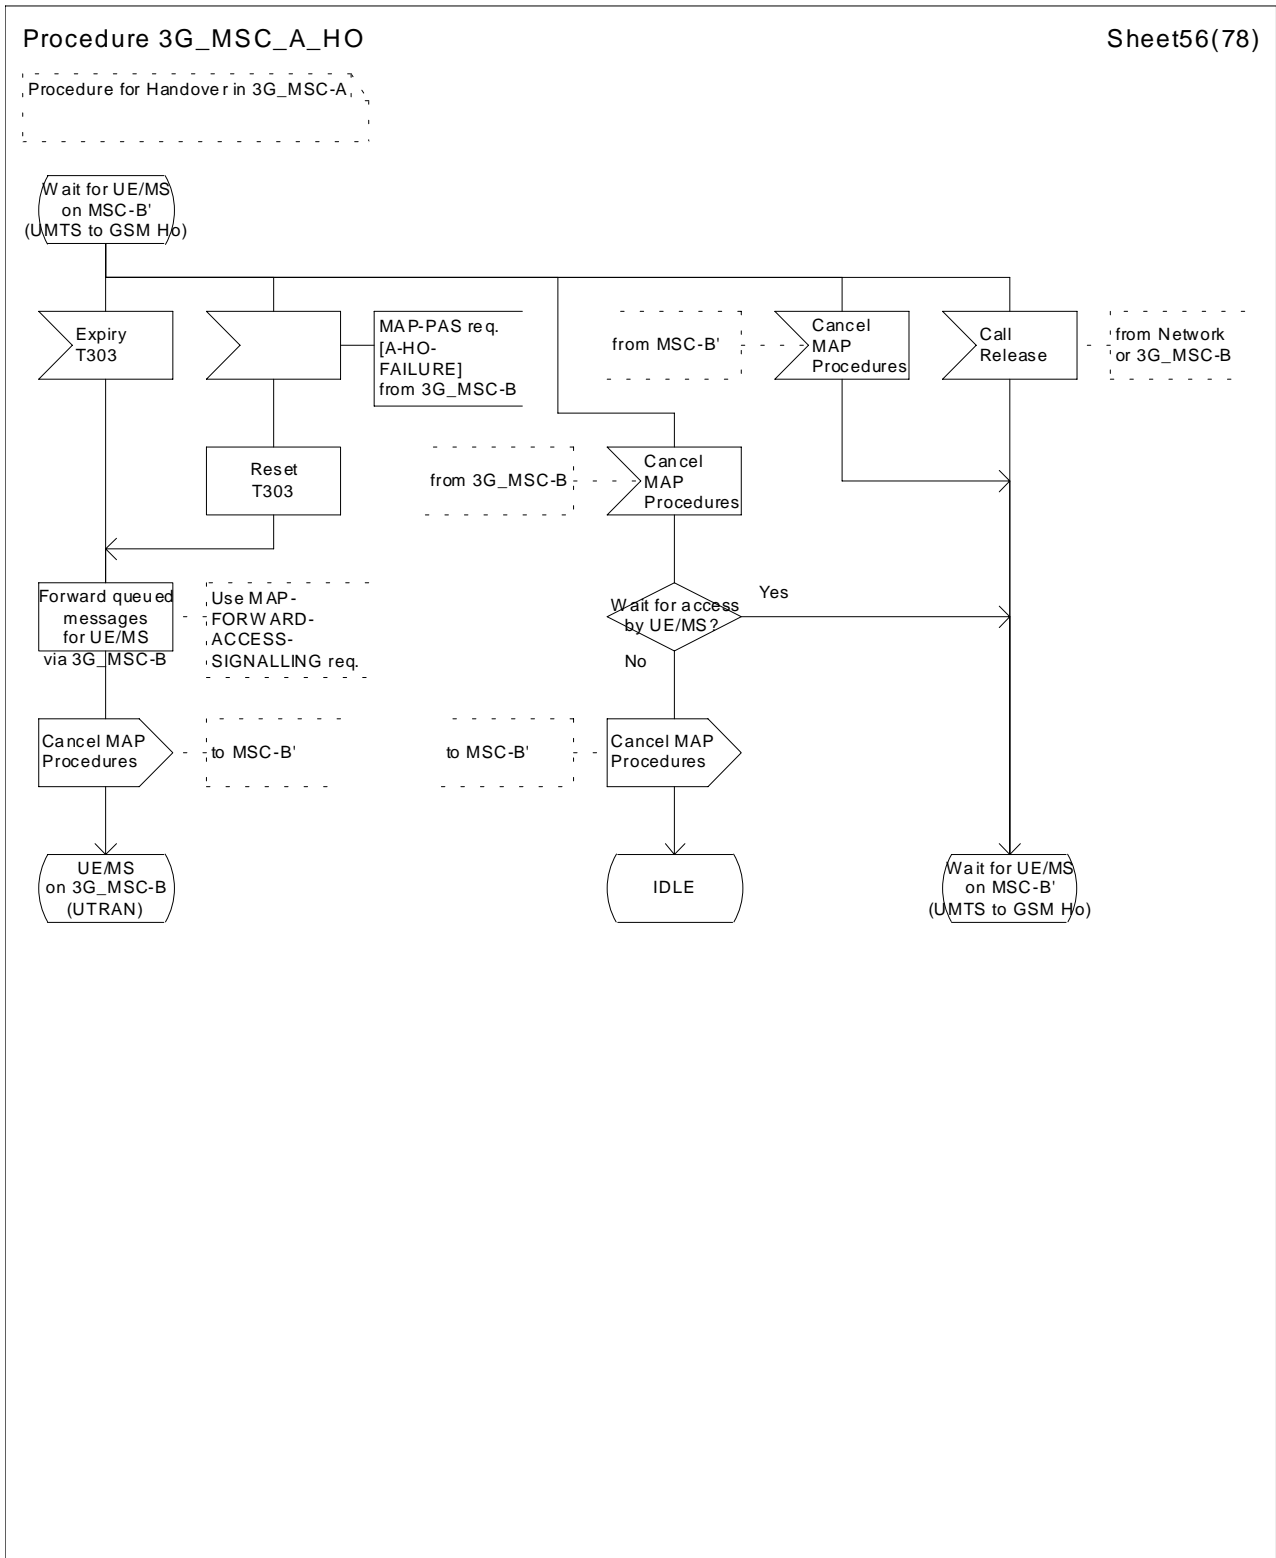 Procedure 3G_MSC_A_HO
Sheet56(78)
Procedure for Handover in 3G_MSC-A
Wait for UE/MS
on MSC-B'
(UMTS to GSM Ho)
Expiry
T303
MAP-PAS req.
[A-HO-
FAILURE]
from 3G_MSC-B
from MSC-B'
Cancel
MAP
Procedures
Call
Release
from Network
or 3G_MSC-B
Reset
T303
from 3G_MSC-B
Cancel
MAP
Procedures
Forward queued
messages
for UE/MS
via 3G_MSC-B
Use MAP-
FORWARD-
ACCESS-
SIGNALLING req.
Wait for access
by UE/MS?
Yes
No
Cancel MAP
Procedures
to MSC-B'
to MSC-B'
Cancel MAP
Procedures
UE/MS
on 3G_MSC-B
(UTRAN)
IDLE
Wait for UE/MS
on MSC-B'
(UMTS to GSM Ho)